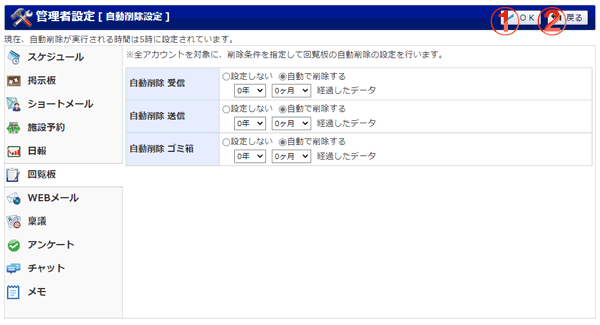 管理者設定 [ 自動削除設定 ]
① OK ② 戻る
現在、自動削除が実行される時間は5時に設定されています。
スケジュール
掲示板
ショートメール
施設予約
日報
回覧板
WEBメール
稟議
アンケート
チャット
メモ
※全アカウントを対象に、削除条件を指定して回覧板の自動削除の設定を行います。
自動削除 受信
設定しない 自動で削除する
0年 0ヶ月 経過したデータ
自動削除 送信
設定しない 自動で削除する
0年 0ヶ月 経過したデータ
自動削除 ゴミ箱
設定しない 自動で削除する
0年 0ヶ月 経過したデータ